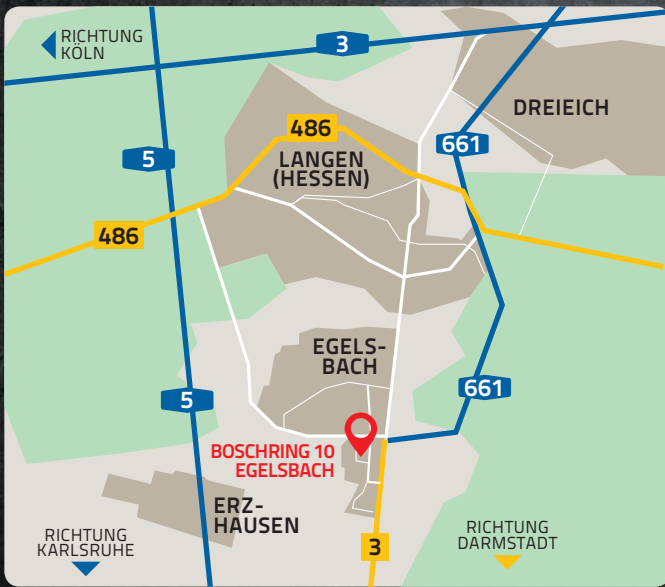 RICHTUNG
KÖLN
3
DREIEICH
486
661
5
LANGEN
(HESSEN)
486
EGELS-
BACH
661
5
BOSCHRING 10
EGELSBACH
ERZ-
HAUSEN
RICHTUNG
KARLSRUHE
3
RICHTUNG
DARMSTADT